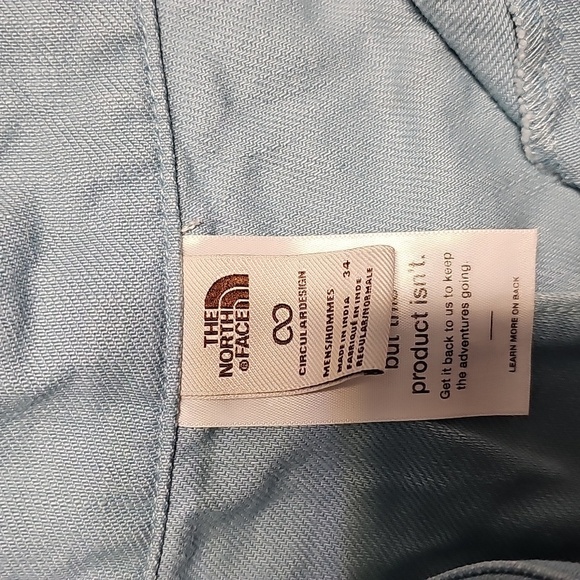 THE
NORTH
FACE®
CIRCULARDESIGN
MENS/HOMMES 34
MADE IN INDIA
FABRIQUÉ EN INDE
REGULAR/NORMALE
but
product isn't.
Get it back to us to keep
the adventures going.
LEARN MORE ON BACK